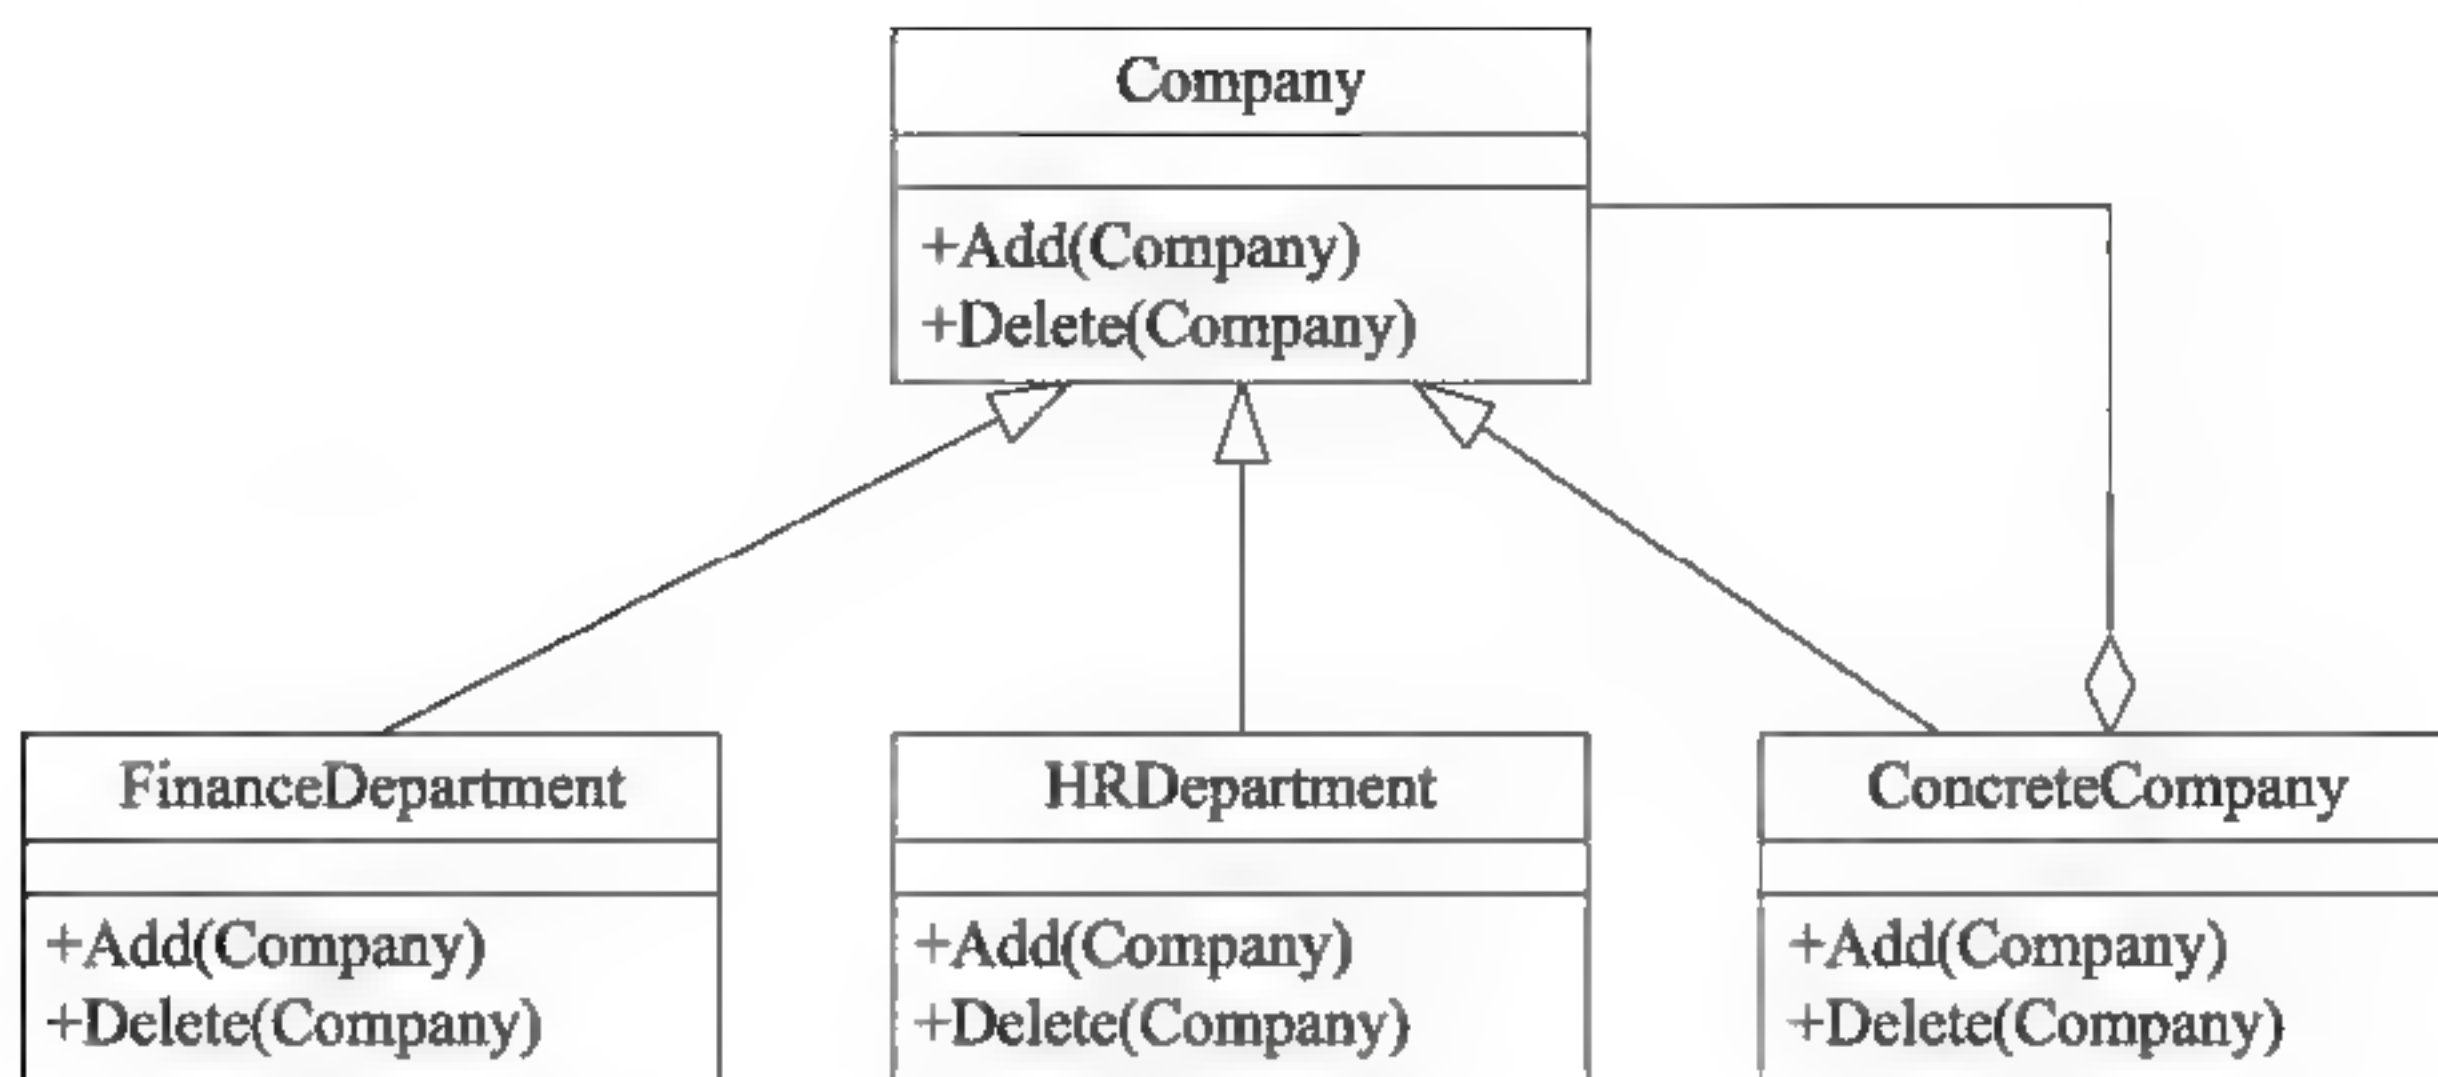 Company
+Add(Company)
+Delete(Company)
FinanceDepartment
+Add(Company)
+Delete(Company)
HRDepartment
+Add(Company)
+Delete(Company)
ConcreteCompany
+Add(Company)
+Delete(Company)